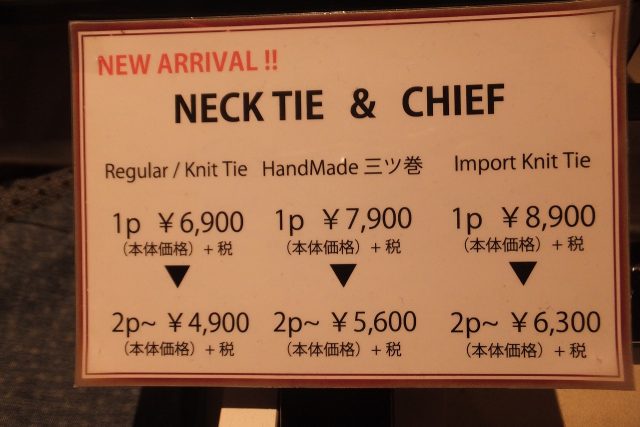 NEW ARRIVAL !!
NECK TIE & CHIEF
Regular / Knit Tie HandMade 三ツ巻 Import Knit Tie
1p ¥6,900 1p ¥7,900 1p ¥8,900
(本体価格) + 税 (本体価格) + 税 (本体価格) + 税
▼ ▼ ▼
2p~ ¥4,900 2p~ ¥5,600 2p~ ¥6,300
(本体価格) + 税 (本体価格) + 税 (本体価格) + 税